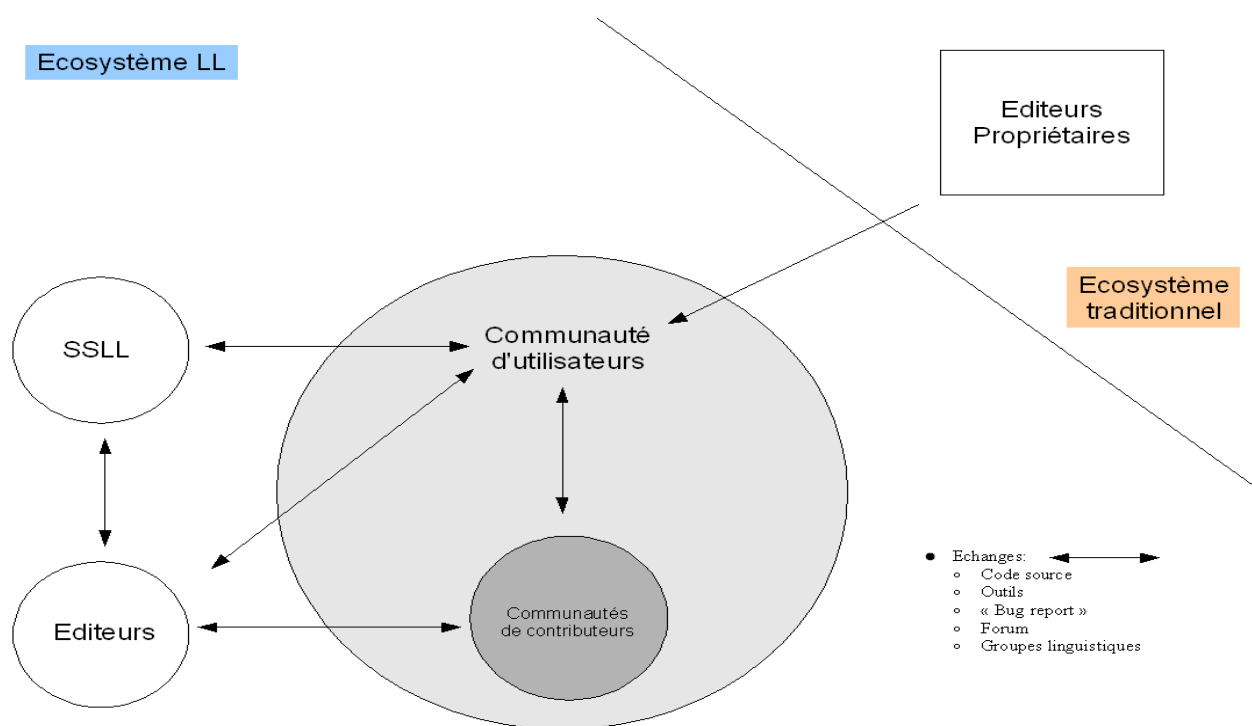 Ecosystème LL
Editeurs
Propriétaires
Ecosystème
traditionnel
SSLL
Communauté
d'utilisateurs
Editeurs
Communautés
de contributeurs
● Echanges:
○ Code source
○ Outils
○ « Bug report »
○ Forum
○ Groupes linguistiques